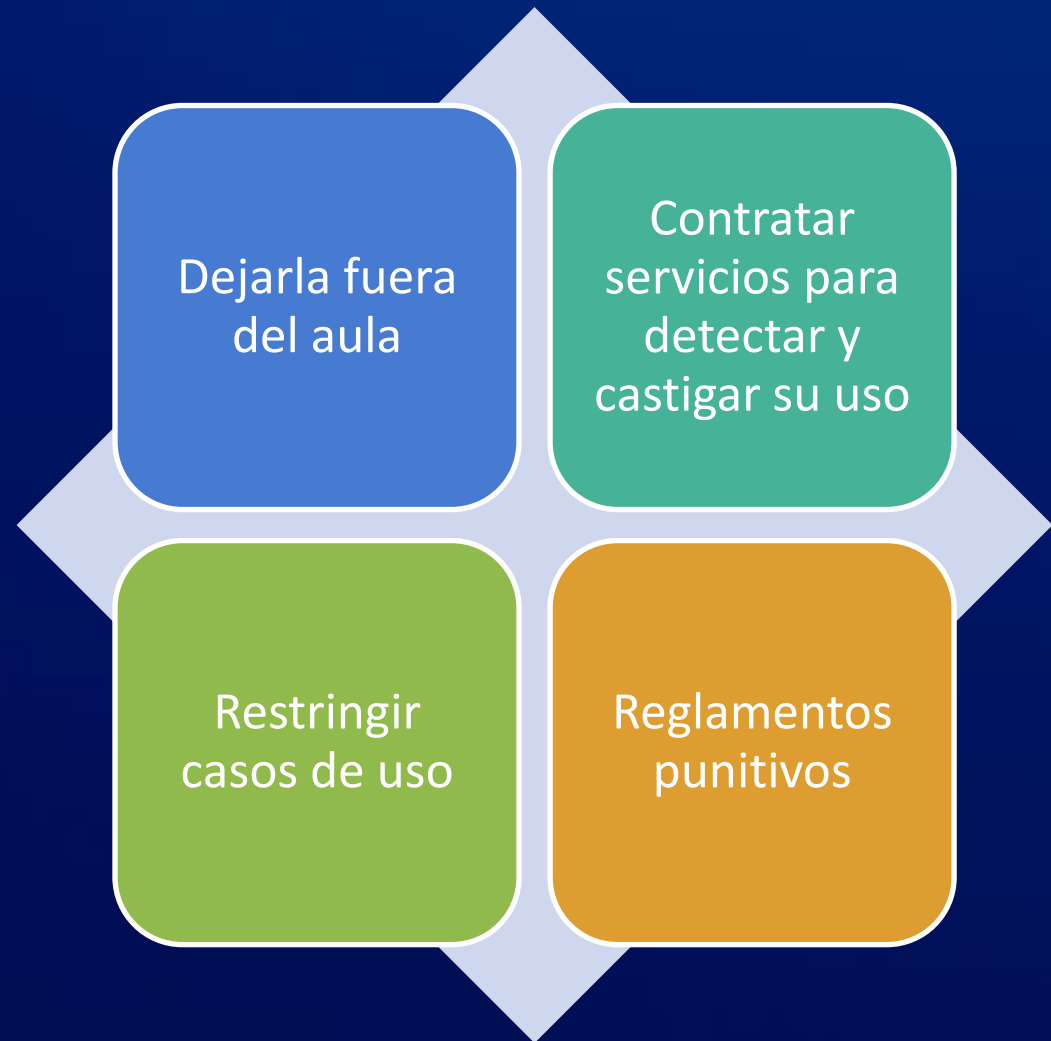 Dejarla fuera
del aula
Contratar
servicios para
detectar y
castigar su uso
Restringir
casos de uso
Reglamentos
punitivos